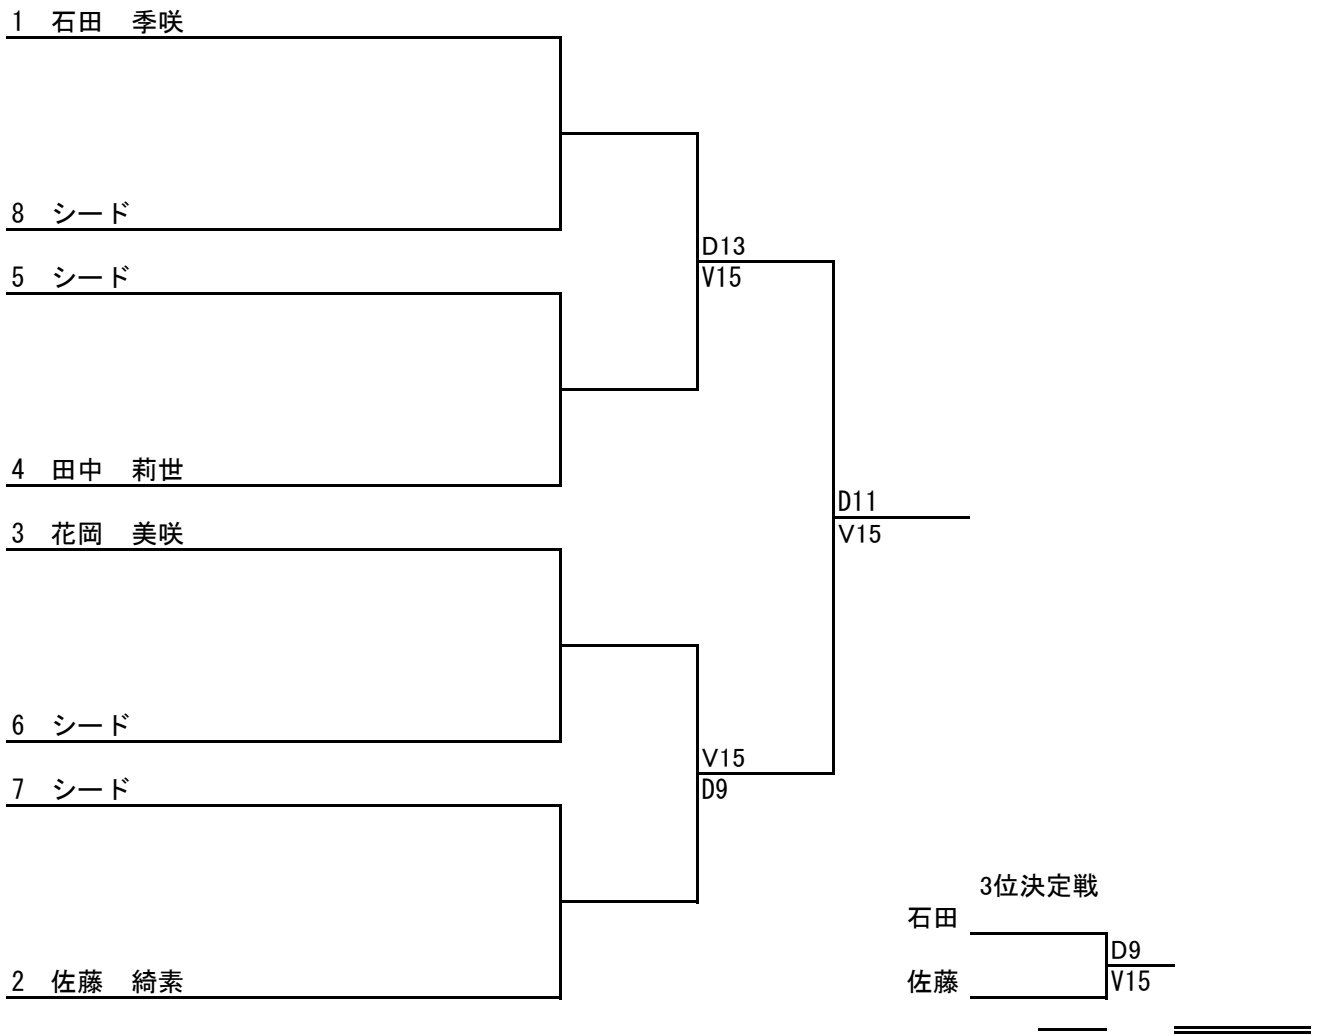 1 石田 季咲
8 シード
D13
5 シード
V15
4 田中 莉世
D11
3 花岡 美咲
V15
6 シード
V15
7 シード
D9
3位決定戦
石田
D9
2 佐藤 綺素
佐藤
V15